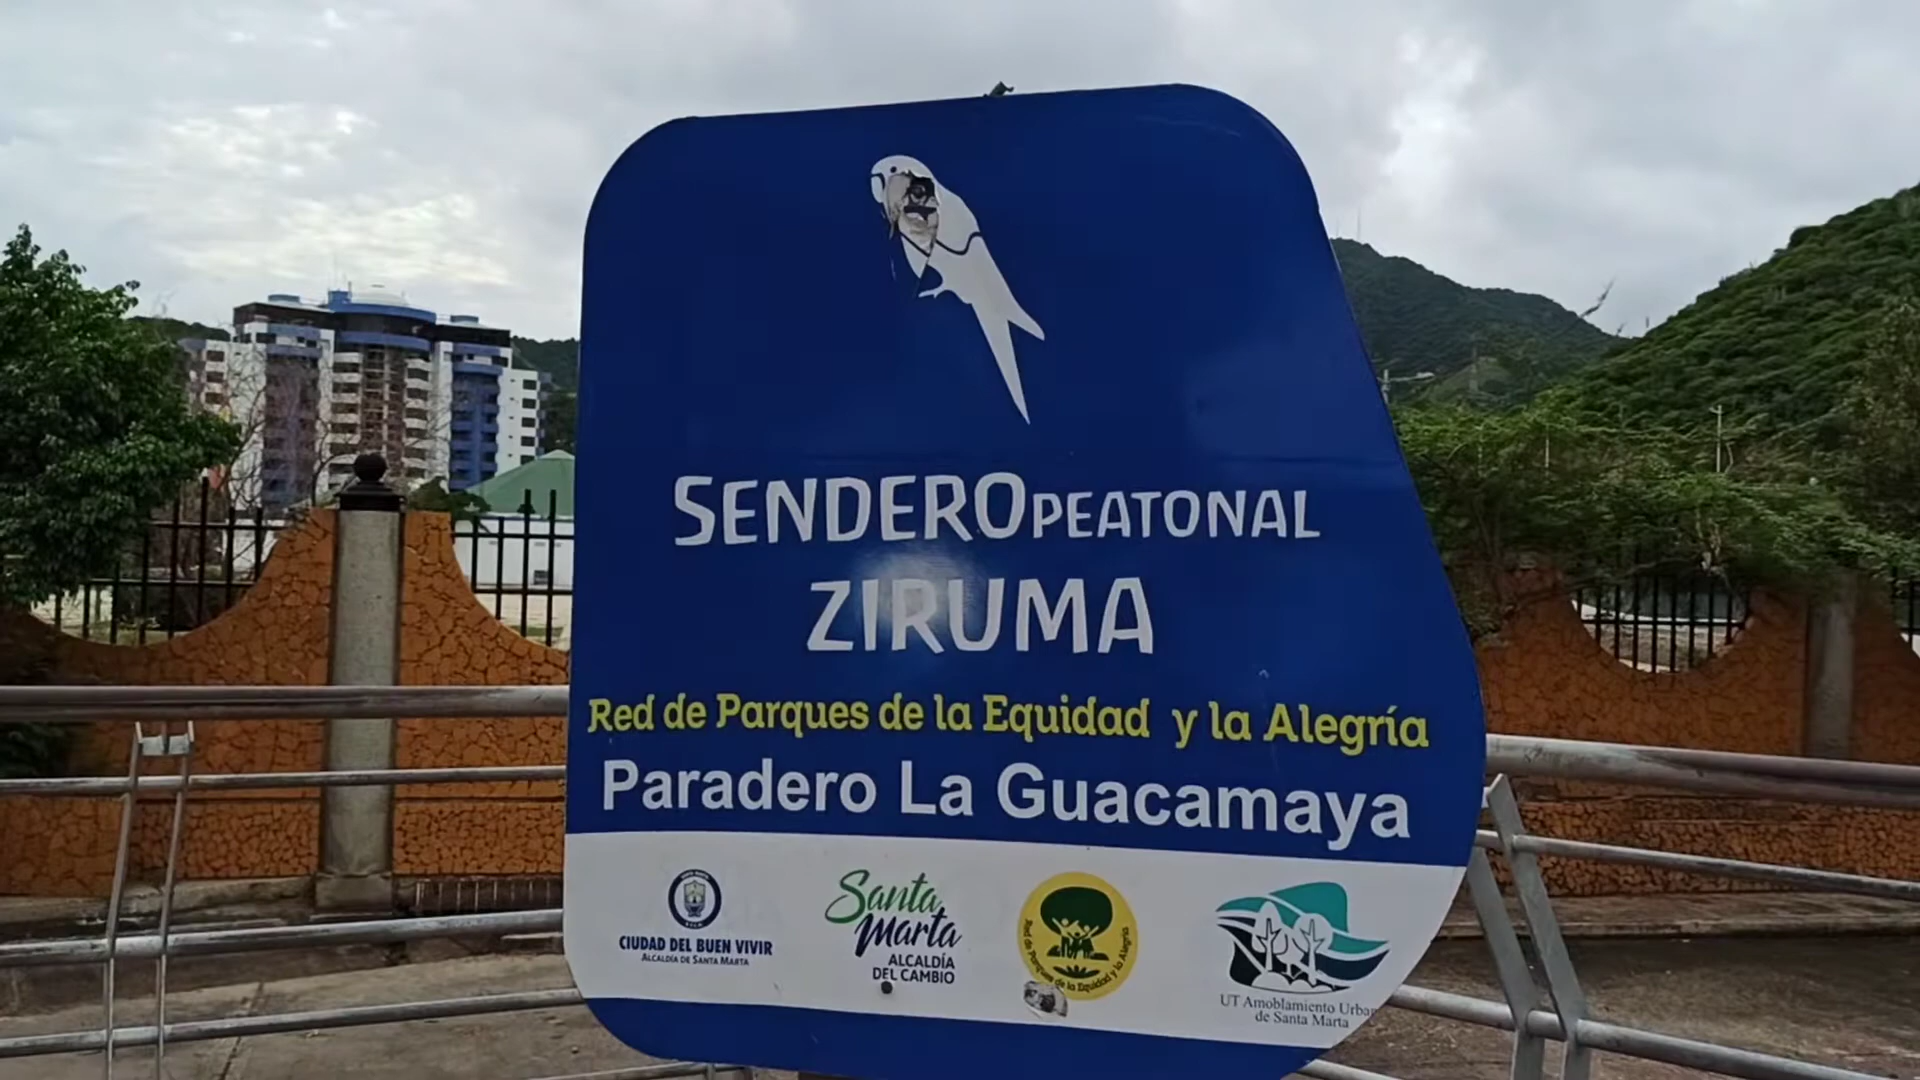 SENDERO PEATONAL
ZIRUMA
Red de Parques de la Equidad y la Alegría
Paradero La Guacamaya
CIUDAD DEL BUEN VIVIR
ALCALDÍA DE SANTA MARTA
Santa
Marta
ALCALDÍA
DEL CAMBIO
Red de Parques de la Equidad y la Alegría
UT Amoblamiento Urbano
de Santa Marta